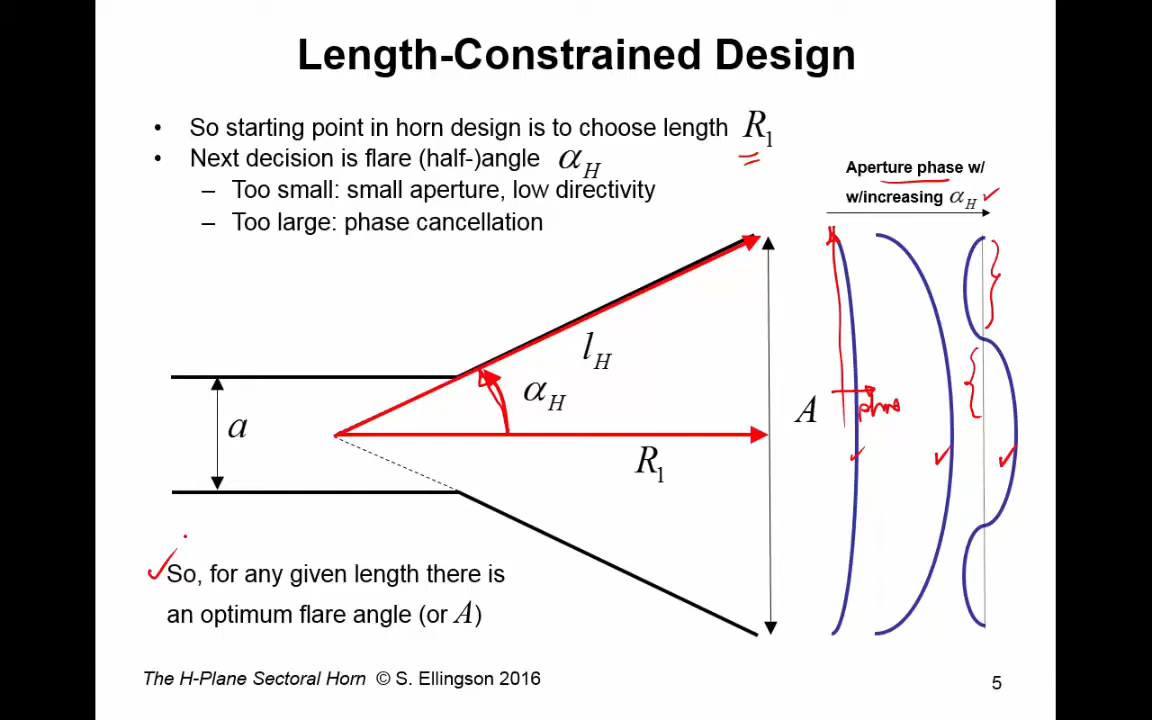 Length-Constrained Design
• So starting point in horn design is to choose length R₁
• Next decision is flare (half-)angle α_H
– Too small: small aperture, low directivity
– Too large: phase cancellation
Aperture phase w/
w/increasing α_H
l_H
α_H
a
A
R₁
So, for any given length there is
an optimum flare angle (or A)
The H-Plane Sectoral Horn © S. Ellingson 2016
5